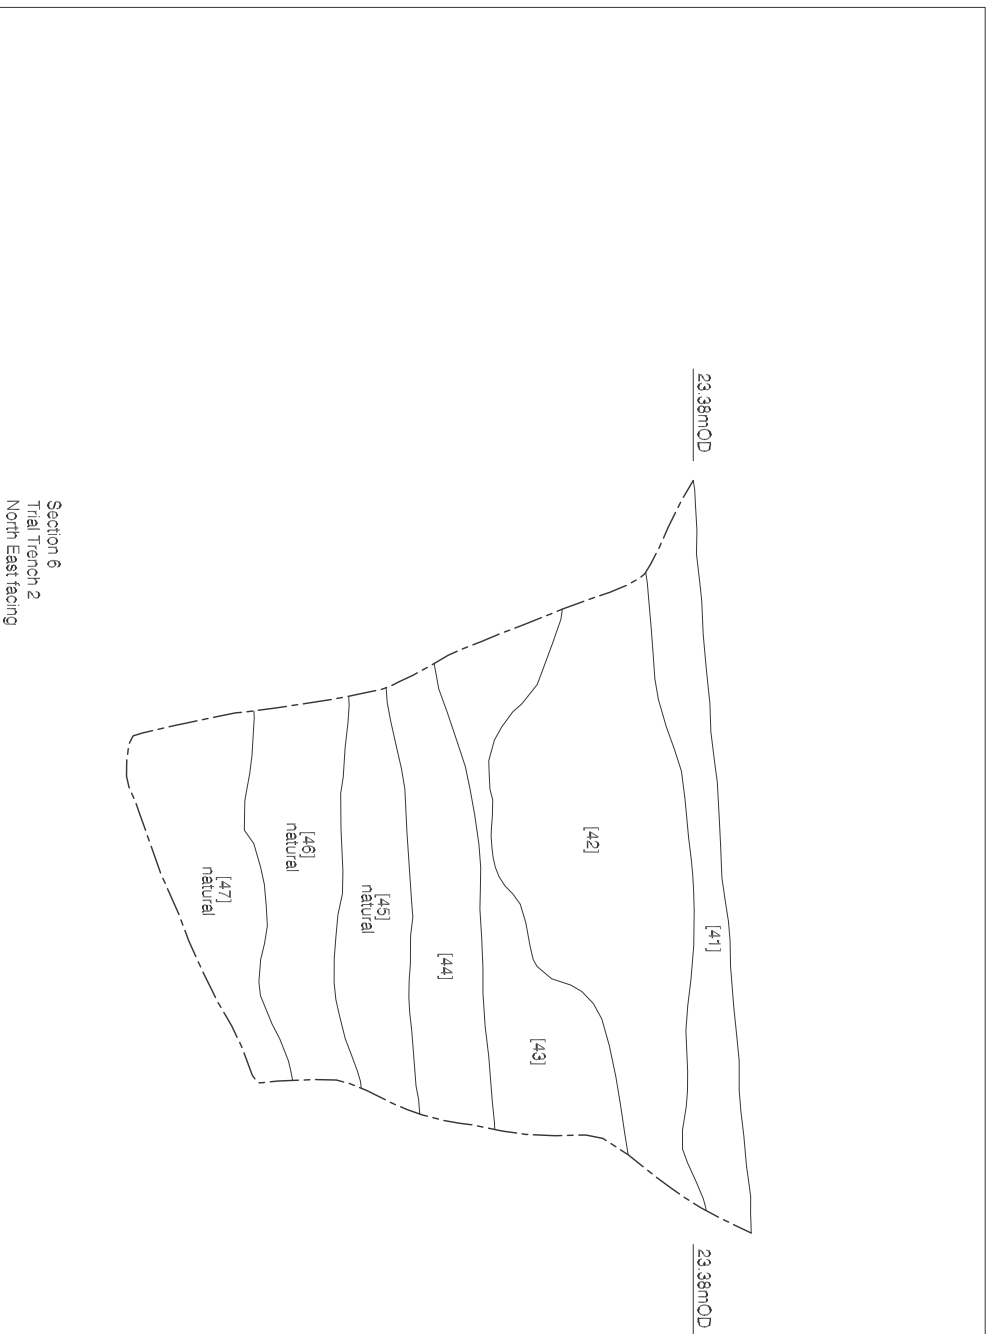 23.38mOD
23.38mOD
[41]
[42]
[43]
[44]
[45]
natural
[46]
natural
[47]
natural
Section 6
Trial Trench 2
North East facing